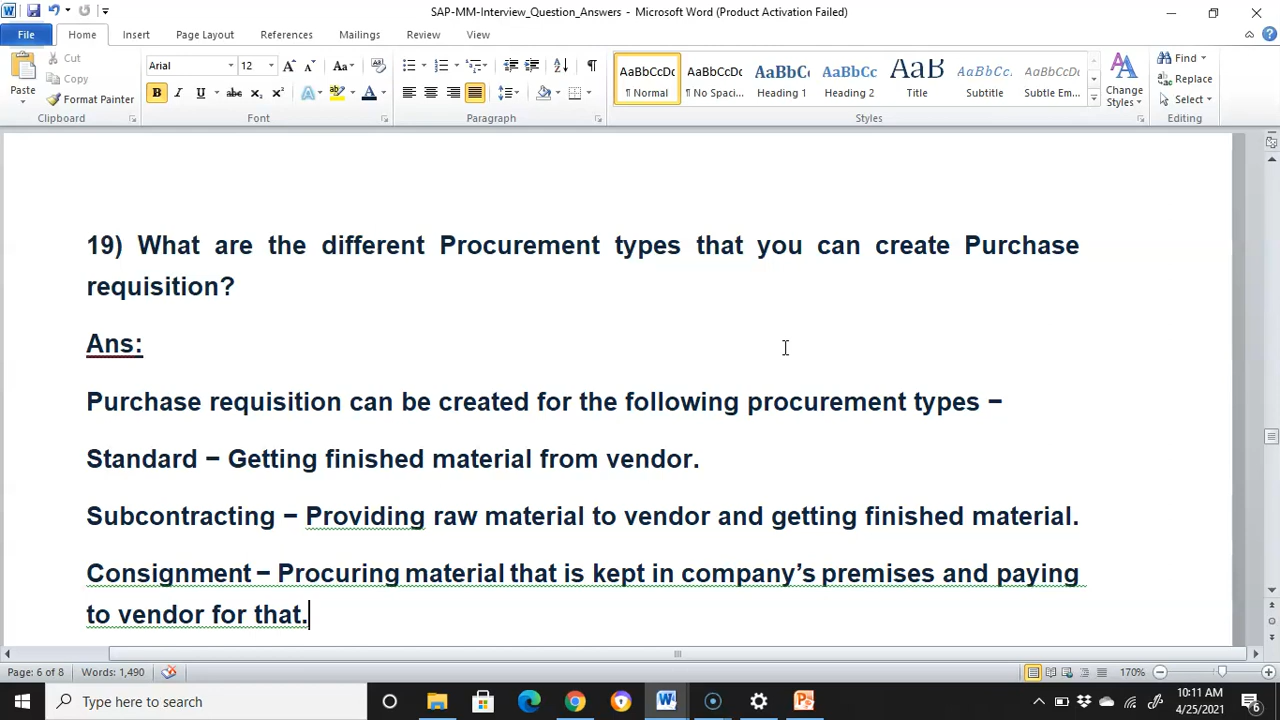 SAP-MM-Interview_Question_Answers - Microsoft Word (Product Activation Failed)
File Home Insert Page Layout References Mailings Review View
Paste
Cut
Copy
Format Painter
Clipboard
Arial 12
Font
Paragraph
AaBbCcDc AaBbCcDc AaBbC AaBbCc AaB AaBbCc. AaBbCcDc
¶ Normal ¶ No Spaci... Heading 1 Heading 2 Title Subtitle Subtle Em...
Change
Styles
Styles
Find
Replace
Select
Editing
19) What are the different Procurement types that you can create Purchase
requisition?
Ans:
Purchase requisition can be created for the following procurement types −
Standard − Getting finished material from vendor.
Subcontracting − Providing raw material to vendor and getting finished material.
Consignment − Procuring material that is kept in company’s premises and paying
to vendor for that.
Page: 6 of 8 Words: 1,490 170%
Type here to search
10:11 AM
4/25/2021
6